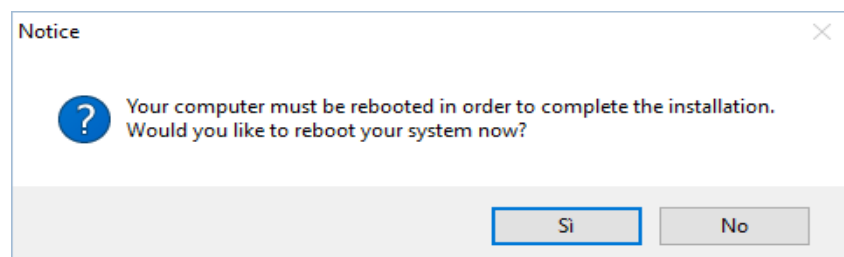 Notice
Your computer must be rebooted in order to complete the installation.
Would you like to reboot your system now?
Sì
No